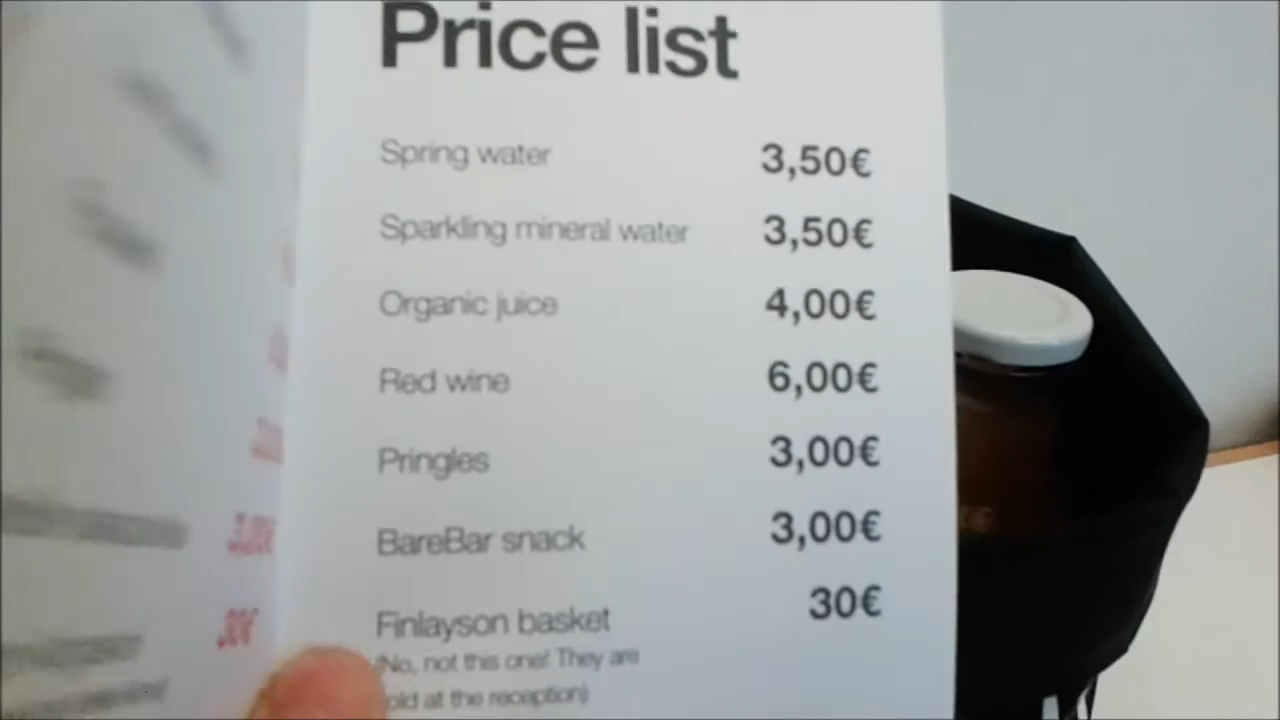 Price list
Spring water 3,50€
Sparkling mineral water 3,50€
Organic juice 4,00€
Red wine 6,00€
Pringles 3,00€
BareBar snack 3,00€
Finlayson basket 30€
(No, not this one! They are
old at the reception)